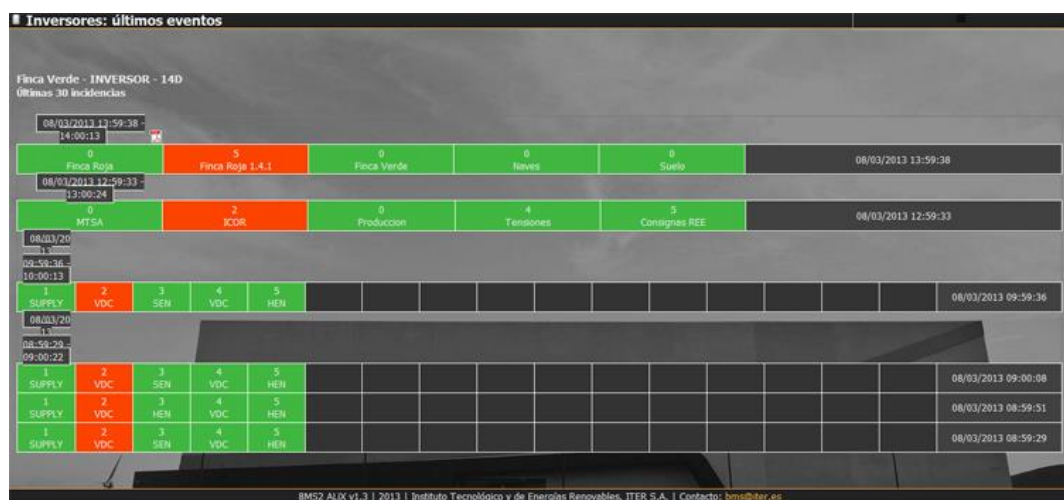 Inversores: últimos eventos
Finca Verde - INVERSOR - 14D
Últimas 30 incidencias
08/03/2013 13:59:38 -
14:00:13
0 5 0 0 0
Finca Roja Finca Roja 1.4.1 Finca Verde Naves Suelo 08/03/2013 13:59:38
08/03/2013 12:59:33 -
13:00:24
0 2 0 4 5
MTSA ICOR Produccion Tensiones Consignas REE 08/03/2013 12:59:33
08/03/20
13
09:59:36 -
10:00:13
1 2 3 4 5
SUPPLY VDC SEN VDC HEN 08/03/2013 09:59:36
08/03/20
13
08:59:29 -
09:00:22
1 2 3 4 5
SUPPLY VDC SEN VDC HEN 08/03/2013 09:00:08
1 2 3 4 5
SUPPLY VDC HEN VDC HEN 08/03/2013 08:59:51
1 2 3 4 5
SUPPLY VDC SEN VDC HEN 08/03/2013 08:59:29
BMS2 ALiX v1.3 | 2013 | Instituto Tecnológico y de Energías Renovables, ITER S.A. | Contacto: bms@iter.es